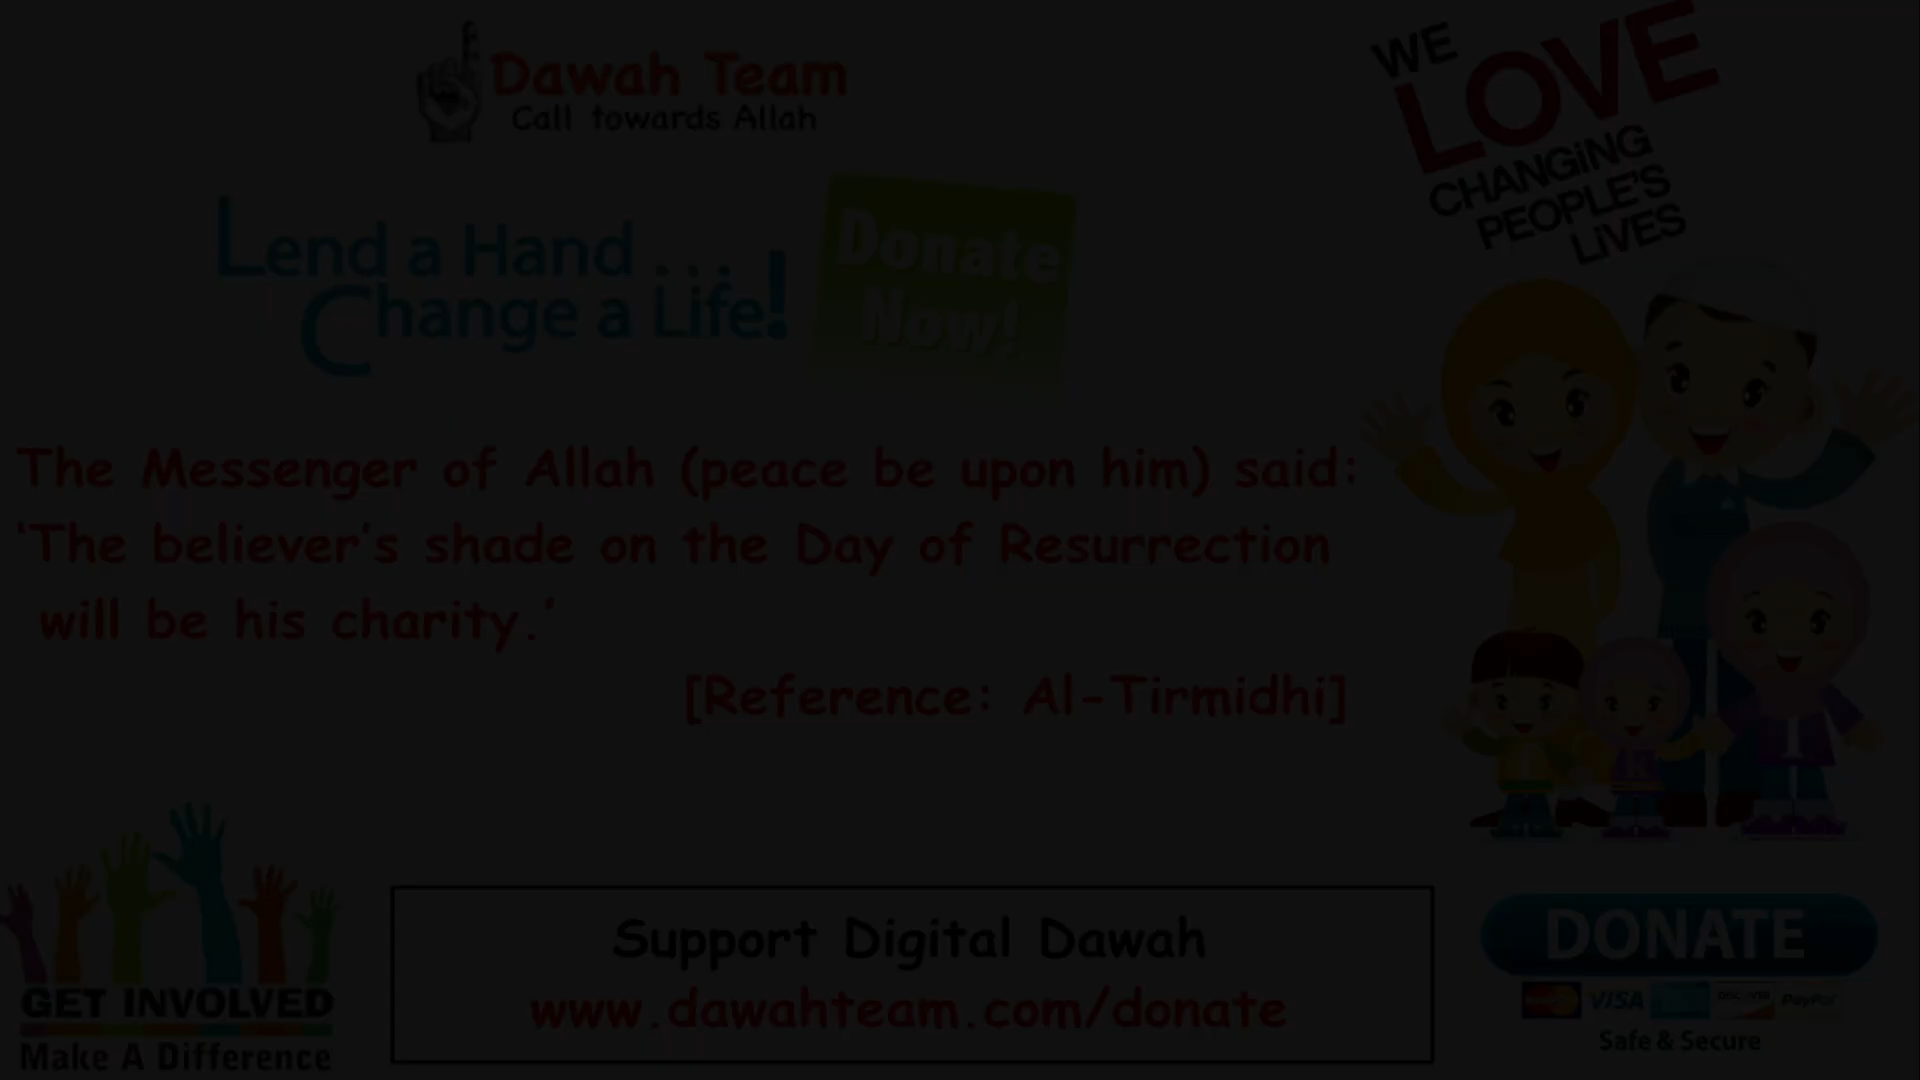 Dawah Team
Call towards Allah
WE
LOVE
CHANGiNG
PEOPLE'S
LiVES
Lend a Hand . . .
Change a Life!
Donate
Now!
The Messenger of Allah (peace be upon him) said:
'The believer's shade on the Day of Resurrection
will be his charity.'
[Reference: Al-Tirmidhi]
GET INVOLVED
Make A Difference
Support Digital Dawah
www.dawahteam.com/donate
DONATE
VISA DISCOVER PayPal
Safe & Secure